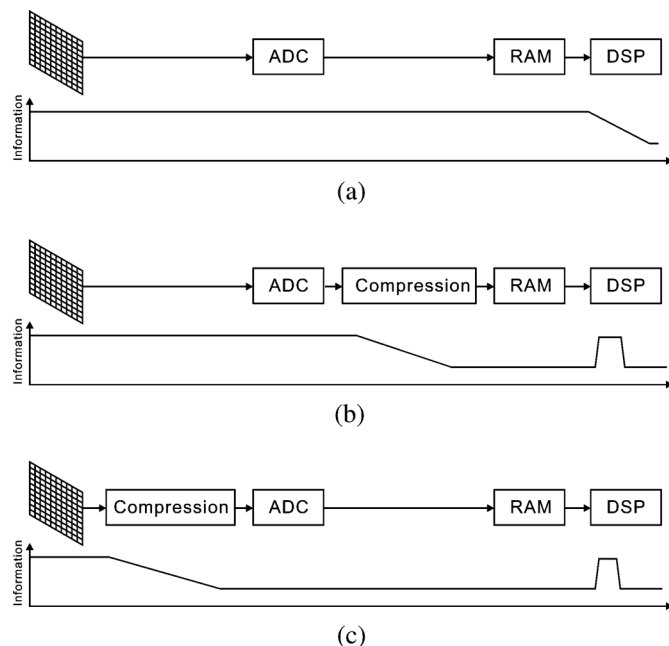 ADC RAM DSP
Information
(a)
ADC Compression RAM DSP
Information
(b)
Compression ADC RAM DSP
Information
(c)